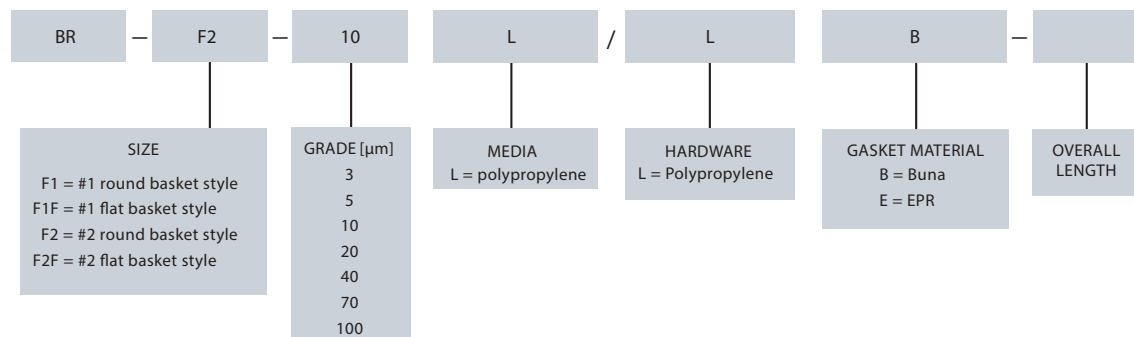 BR — F2 — 10 L / L B —
SIZE
F1 = #1 round basket style
F1F = #1 flat basket style
F2 = #2 round basket style
F2F = #2 flat basket style
GRADE [µm]
3
5
10
20
40
70
100
MEDIA
L = polypropylene
HARDWARE
L = Polypropylene
GASKET MATERIAL
B = Buna
E = EPR
OVERALL
LENGTH